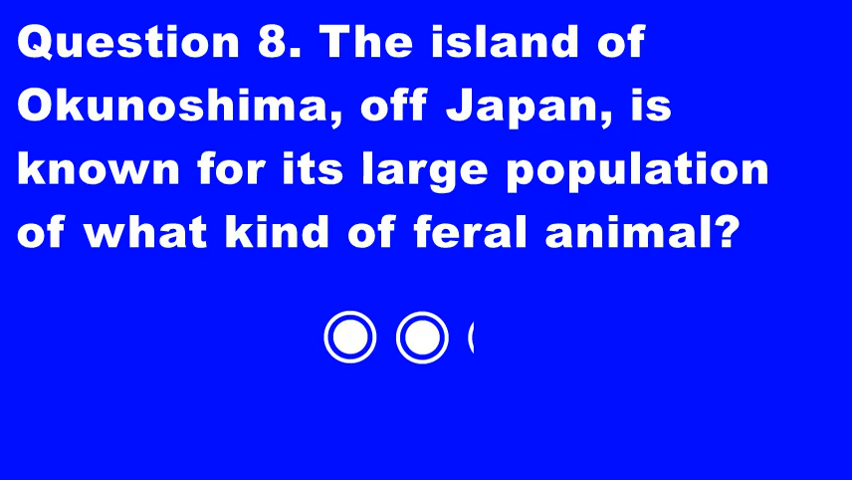 Question 8. The island of
Okunoshima, off Japan, is
known for its large population
of what kind of feral animal?